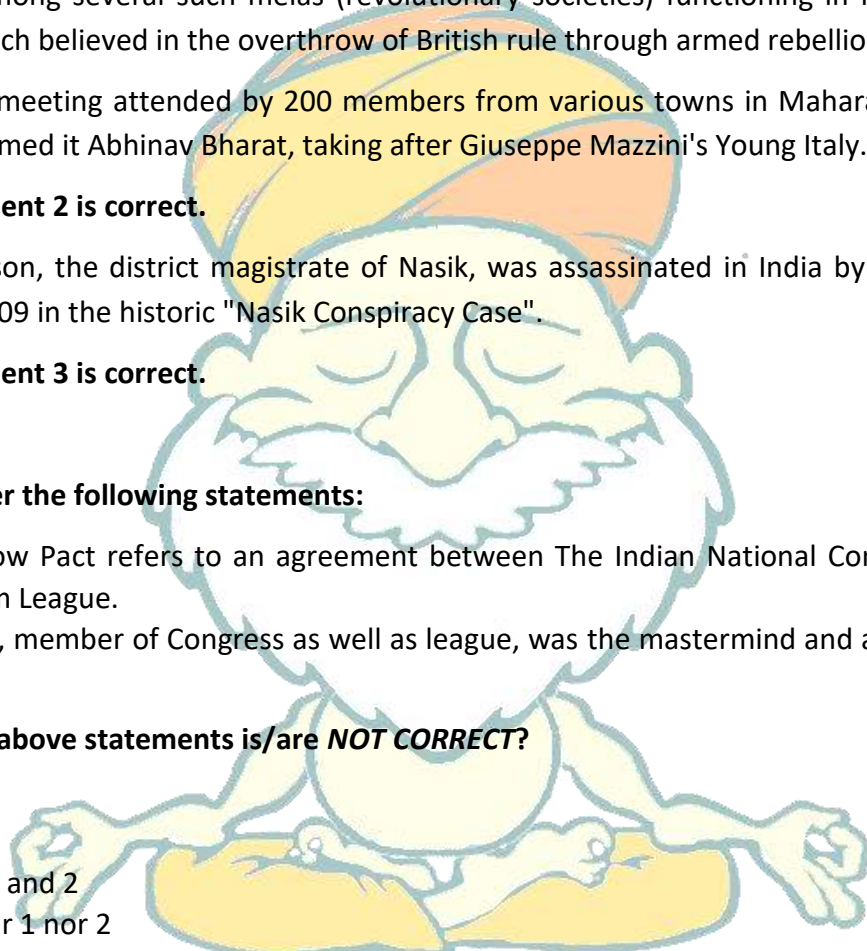 such melas (revolutionary societies) functioning in
ch believed in the overthrow of British rule through armed
meeting attended by 200 members from various towns in
med it Abhinav Bharat, taking after Giuseppe Mazzini's Young Italy.
ent 2 is correct.
son, the district magistrate of Nasik, was assassinated in India by
09 in the historic "Nasik Conspiracy Case".
ent 3 is correct.
er the following statements:
ow Pact refers to an agreement between The Indian National
n League.
, member of Congress as well as league, was the mastermind and
above statements is/are NOT CORRECT?
and 2
r 1 nor 2